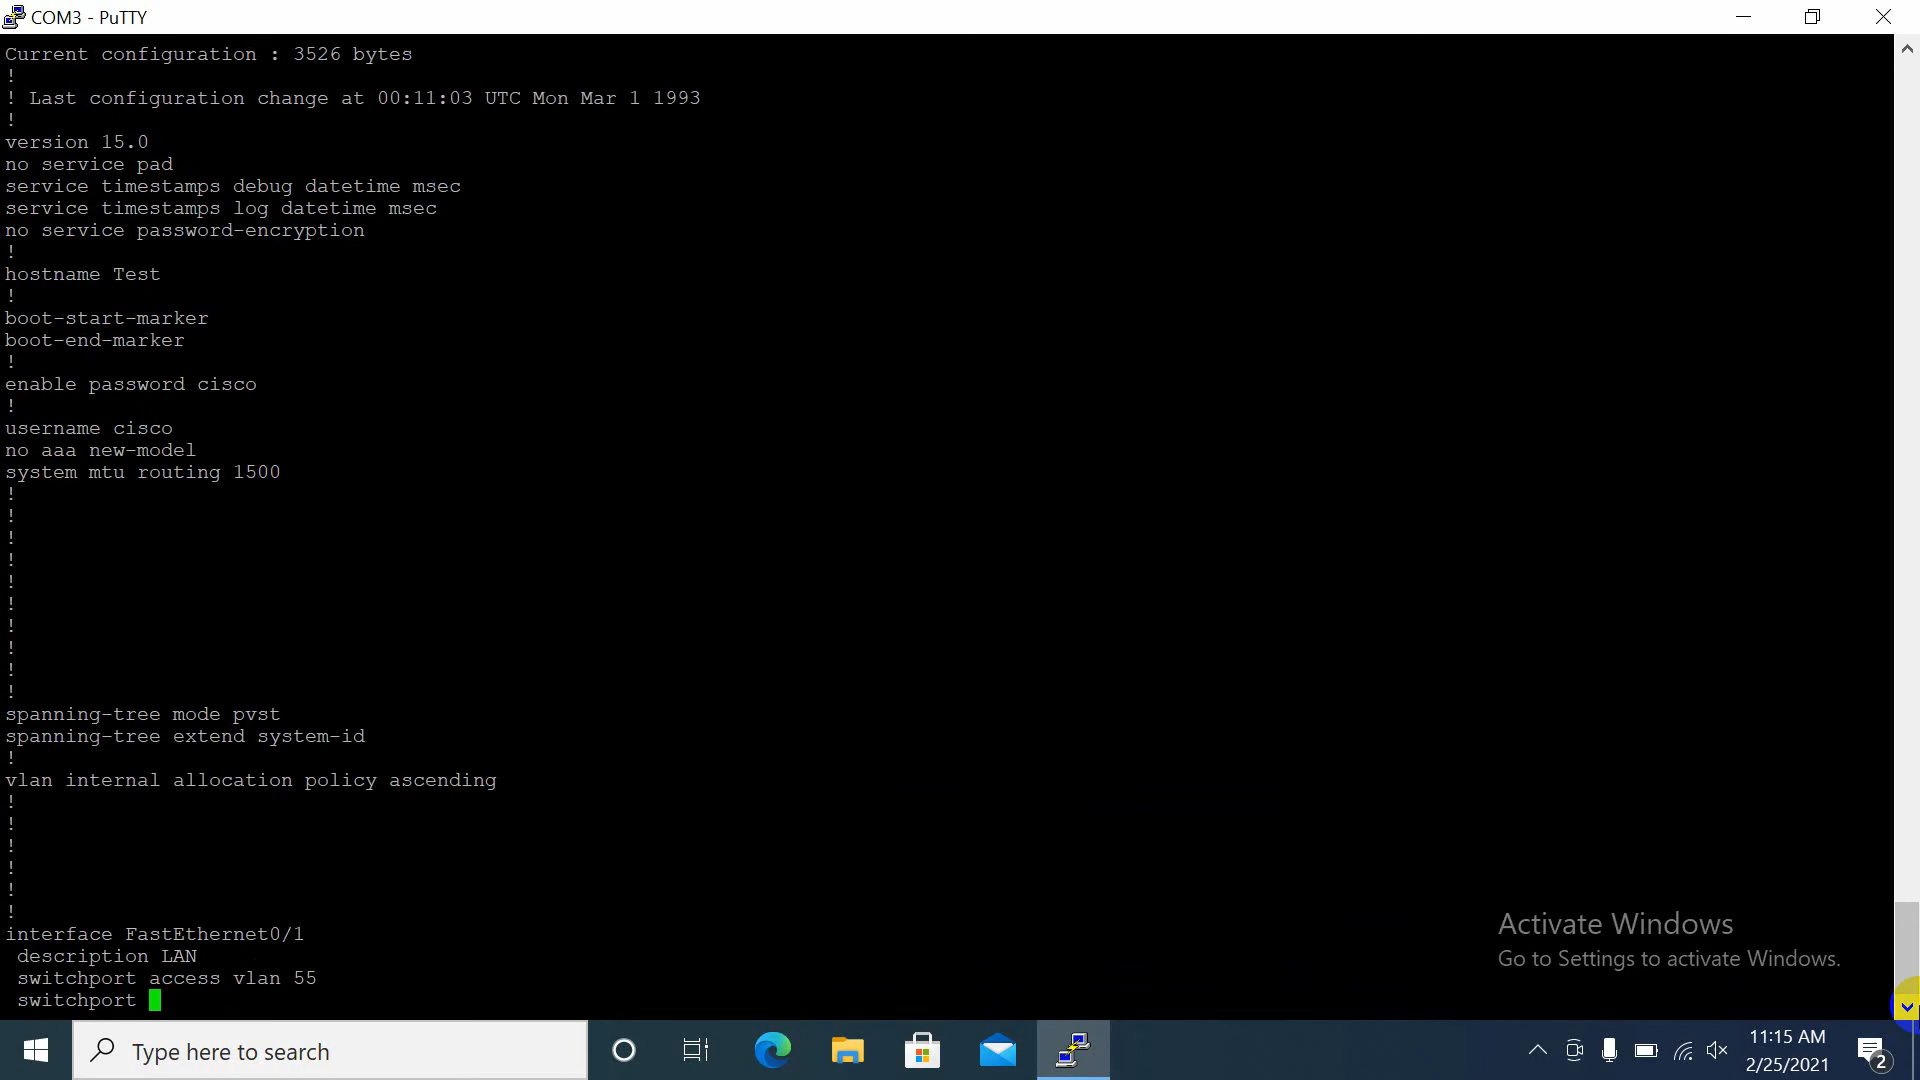 COM3 - PuTTY
Current configuration : 3526 bytes
!
! Last configuration change at 00:11:03 UTC Mon Mar 1 1993
!
version 15.0
no service pad
service timestamps debug datetime msec
service timestamps log datetime msec
no service password-encryption
!
hostname Test
!
boot-start-marker
boot-end-marker
!
enable password cisco
!
username cisco
no aaa new-model
system mtu routing 1500
!
!
!
!
!
!
!
!
!
!
spanning-tree mode pvst
spanning-tree extend system-id
!
vlan internal allocation policy ascending
!
!
!
!
!
!
interface FastEthernet0/1
 description LAN
 switchport access vlan 55
 switchport
Activate Windows
Go to Settings to activate Windows.
Type here to search
11:15 AM
2/25/2021
2